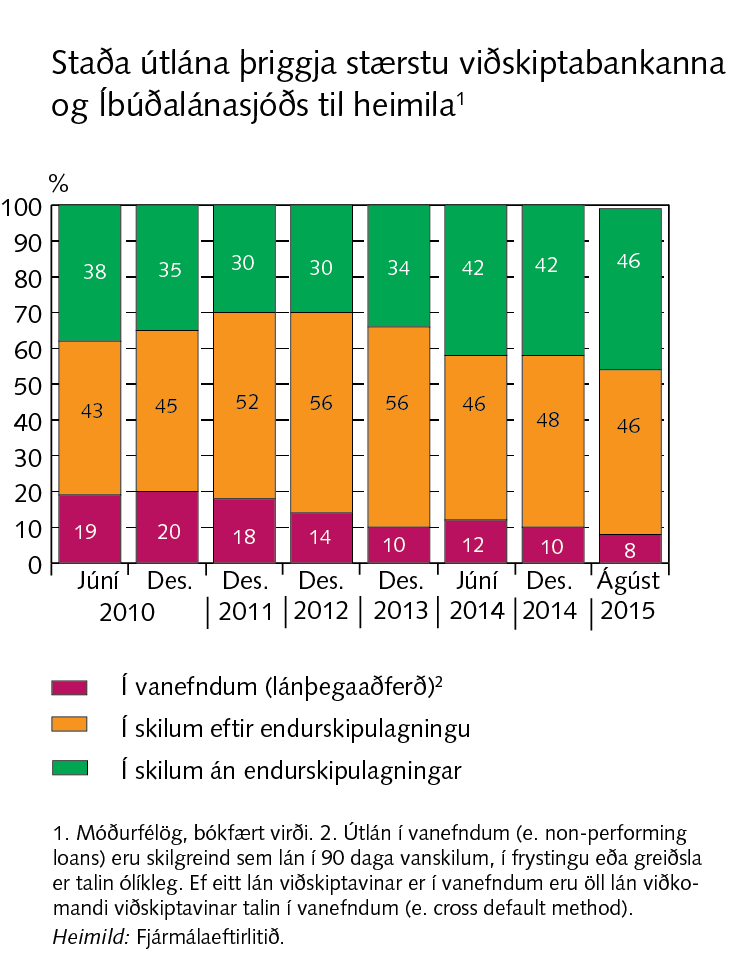 Staða útlána þriggja stærstu viðskiptabankanna
og Íbúðalánasjóðs til heimila¹
%
100
90
80
70
60
50
40
30
20
10
0
38 35 30 30 34 42 42 46
43 45 52 56 56 46 48 46
19 20 18 14 10 12 10 8
Júní Des. Des. Des. Des. Júní Des. Ágúst
2010 2011 2012 2013 2014 2014 2015
Í vanefndum (lánþegaaðferð)²
Í skilum eftir endurskipulagningu
Í skilum án endurskipulagningar
1. Móðurfélög, bókfært virði. 2. Útlán í vanefndum (e. non-performing
loans) eru skilgreind sem lán í 90 daga vanskilum, í frystingu eða greiðsla
er talin ólíkleg. Ef eitt lán viðskiptavinar er í vanefndum eru öll lán viðko-
mandi viðskiptavinar talin í vanefndum (e. cross default method).
Heimild: Fjármálaeftirlitið.